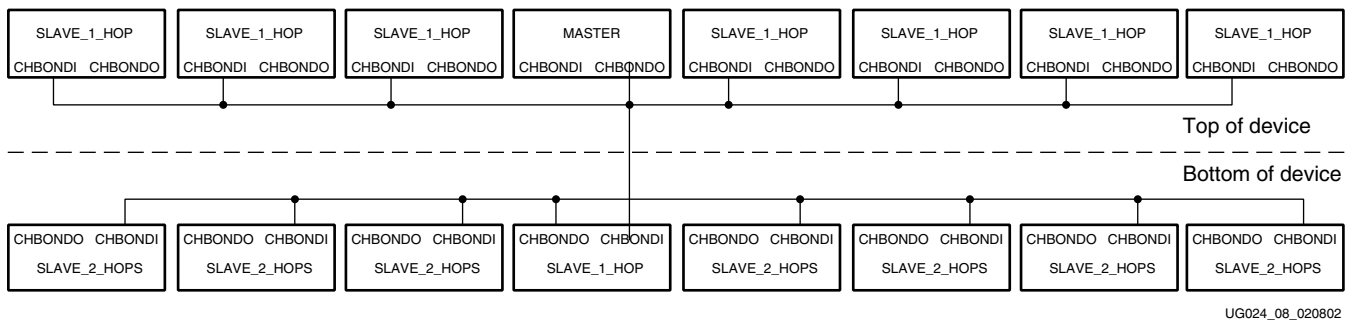 SLAVE_1_HOP SLAVE_1_HOP SLAVE_1_HOP MASTER SLAVE_1_HOP SLAVE_1_HOP SLAVE_1_HOP SLAVE_1_HOP
CHBONDI CHBONDO CHBONDI CHBONDO CHBONDI CHBONDO CHBONDI CHBONDO CHBONDI CHBONDO CHBONDI CHBONDO CHBONDI CHBONDO CHBONDI CHBONDO
Top of device
Bottom of device
CHBONDO CHBONDI CHBONDO CHBONDI CHBONDO CHBONDI CHBONDO CHBONDI CHBONDO CHBONDI CHBONDO CHBONDI CHBONDO CHBONDI CHBONDO CHBONDI
SLAVE_2_HOPS SLAVE_2_HOPS SLAVE_2_HOPS SLAVE_1_HOP SLAVE_2_HOPS SLAVE_2_HOPS SLAVE_2_HOPS SLAVE_2_HOPS
UG024_08_020802